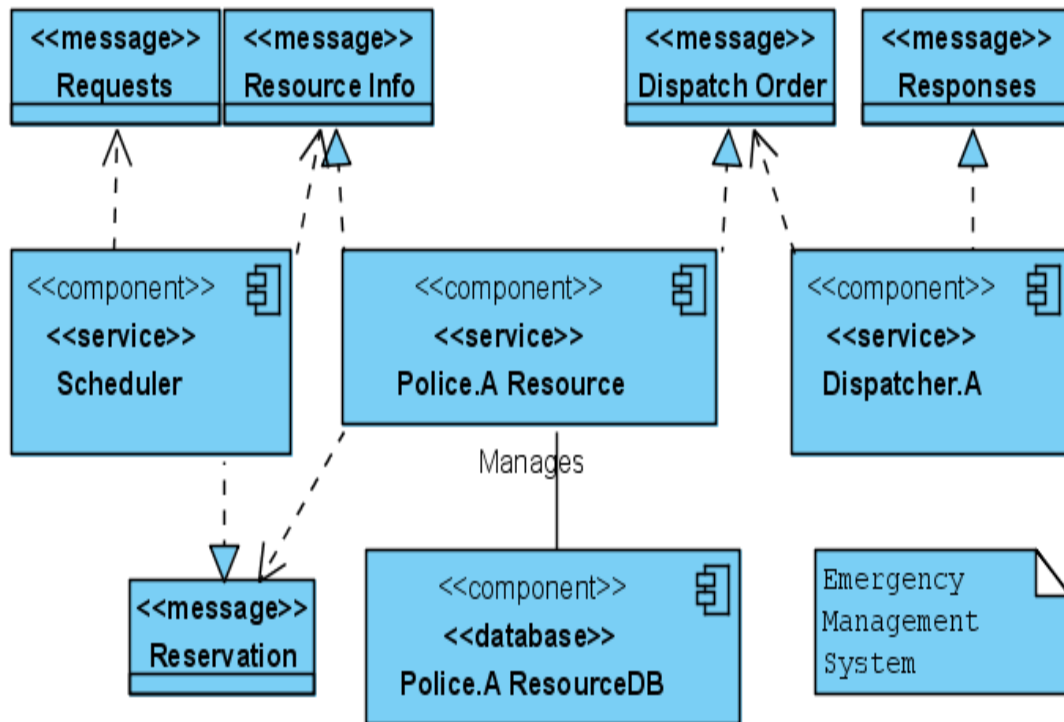 <<message>>
Requests
<<message>>
Resource Info
<<message>>
Dispatch Order
<<message>>
Responses
<<component>>
<<service>>
Scheduler
<<component>>
<<service>>
Police.A Resource
<<component>>
<<service>>
Dispatcher.A
Manages
<<message>>
Reservation
<<component>>
<<database>>
Police.A ResourceDB
Emergency
Management
System